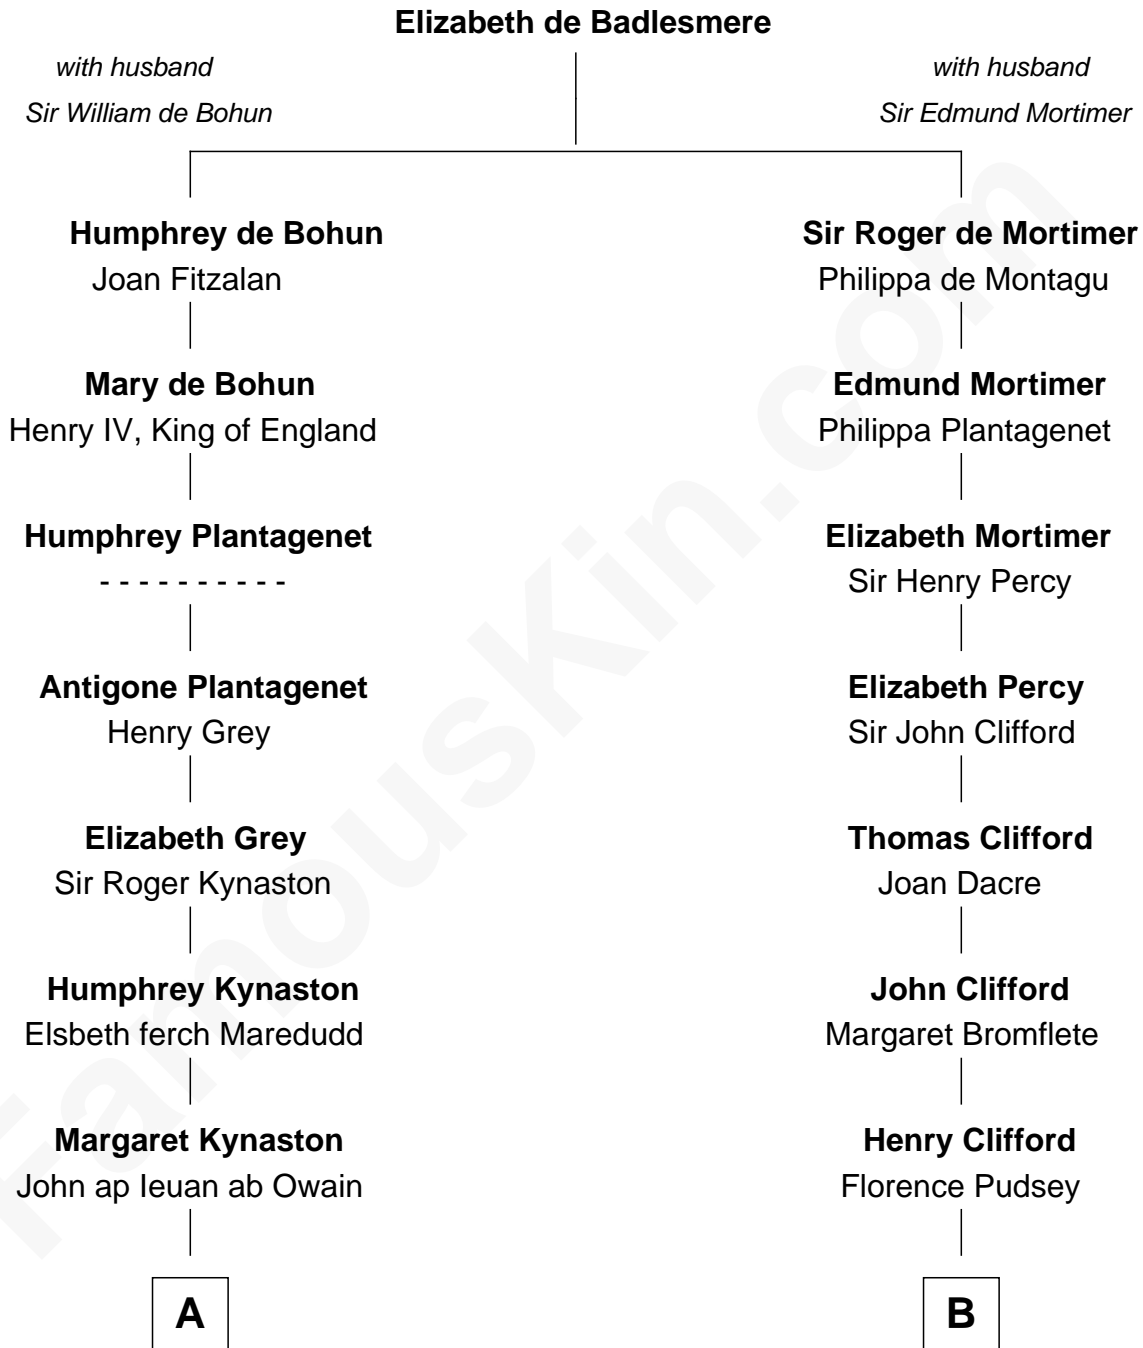 Elizabeth de Badlesmere
with husband
Sir William de Bohun
with husband
Sir Edmund Mortimer
Humphrey de Bohun
Joan Fitzalan
Sir Roger de Mortimer
Philippa de Montagu
Mary de Bohun
Henry IV, King of England
Edmund Mortimer
Philippa Plantagenet
Humphrey Plantagenet
- - - - - - - - - -
Elizabeth Mortimer
Sir Henry Percy
Antigone Plantagenet
Henry Grey
Elizabeth Percy
Sir John Clifford
Elizabeth Grey
Sir Roger Kynaston
Thomas Clifford
Joan Dacre
Humphrey Kynaston
Elsbeth ferch Maredudd
John Clifford
Margaret Bromflete
Margaret Kynaston
John ap Ieuan ab Owain
Henry Clifford
Florence Pudsey
A
B
FamousKin.com